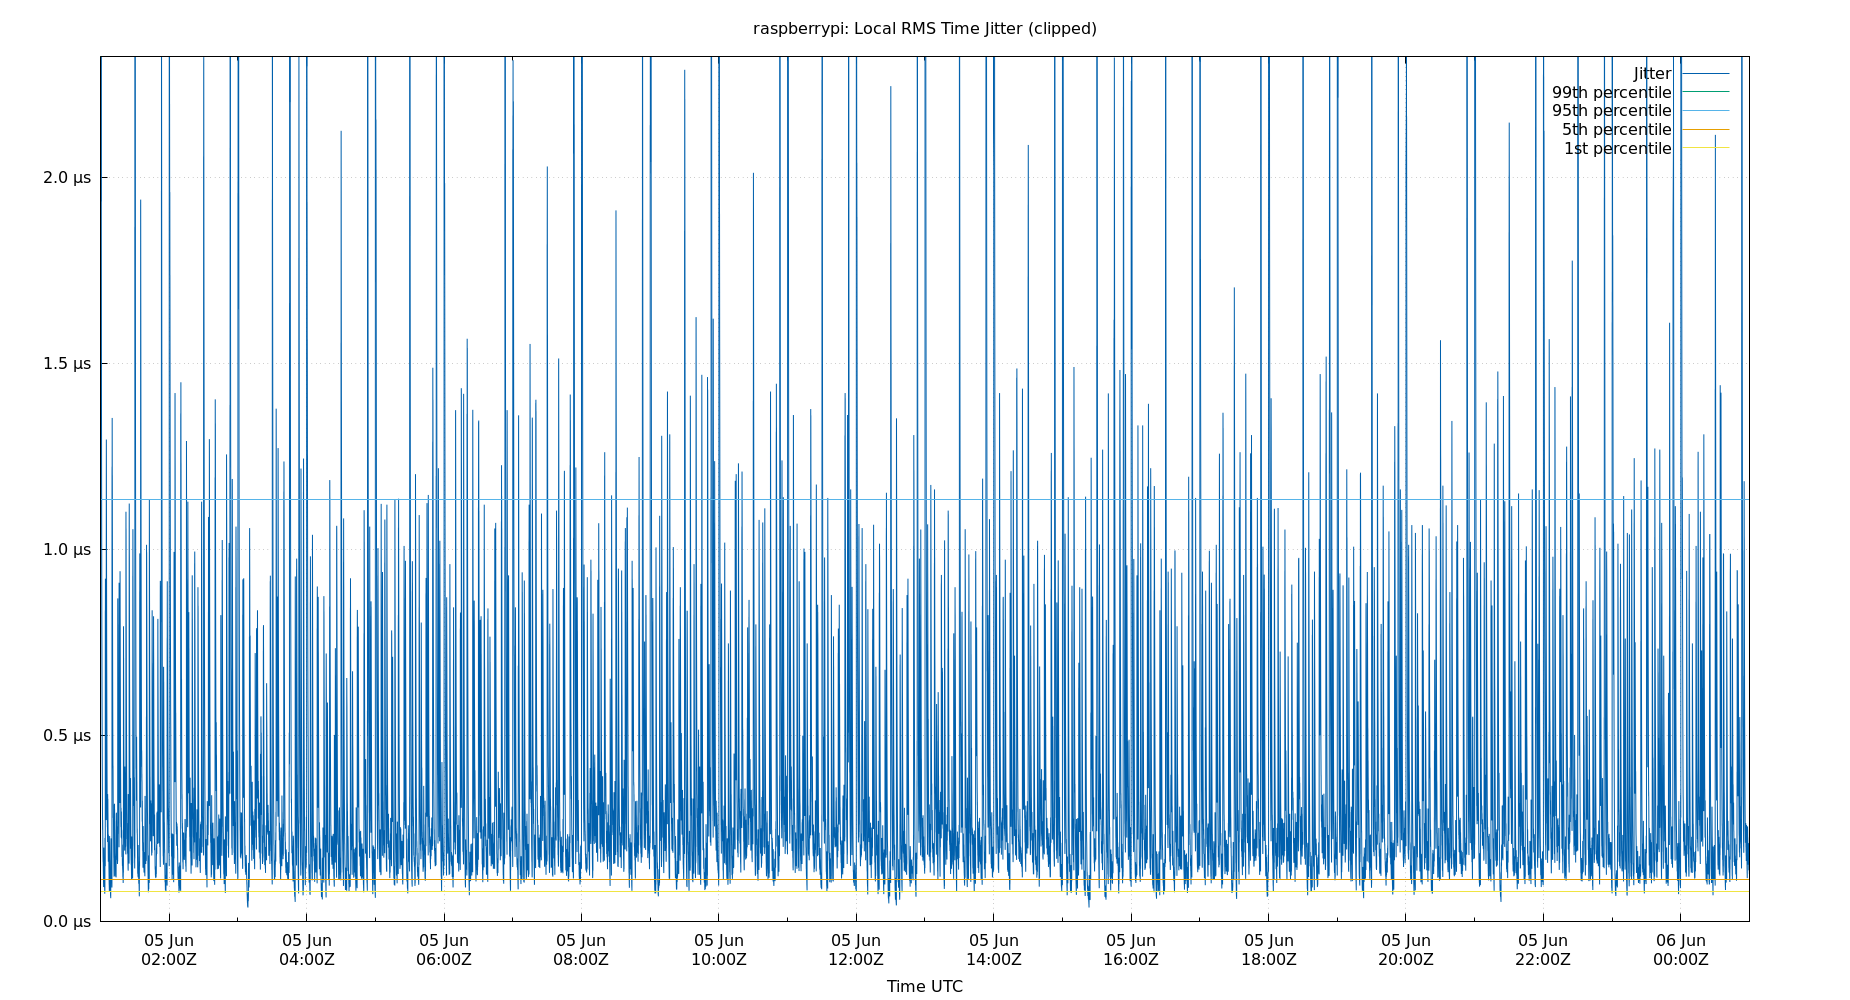 raspberrypi: Local RMS Time Jitter (clipped)
Jitter
99th percentile
95th percentile
5th percentile
1st percentile
2.0 µs
1.5 µs
1.0 µs
0.5 µs
0.0 µs
05 Jun 05 Jun 05 Jun 05 Jun 05 Jun 05 Jun 05 Jun 05 Jun 05 Jun 05 Jun 05 Jun 06 Jun
02:00Z 04:00Z 06:00Z 08:00Z 10:00Z 12:00Z 14:00Z 16:00Z 18:00Z 20:00Z 22:00Z 00:00Z
Time UTC